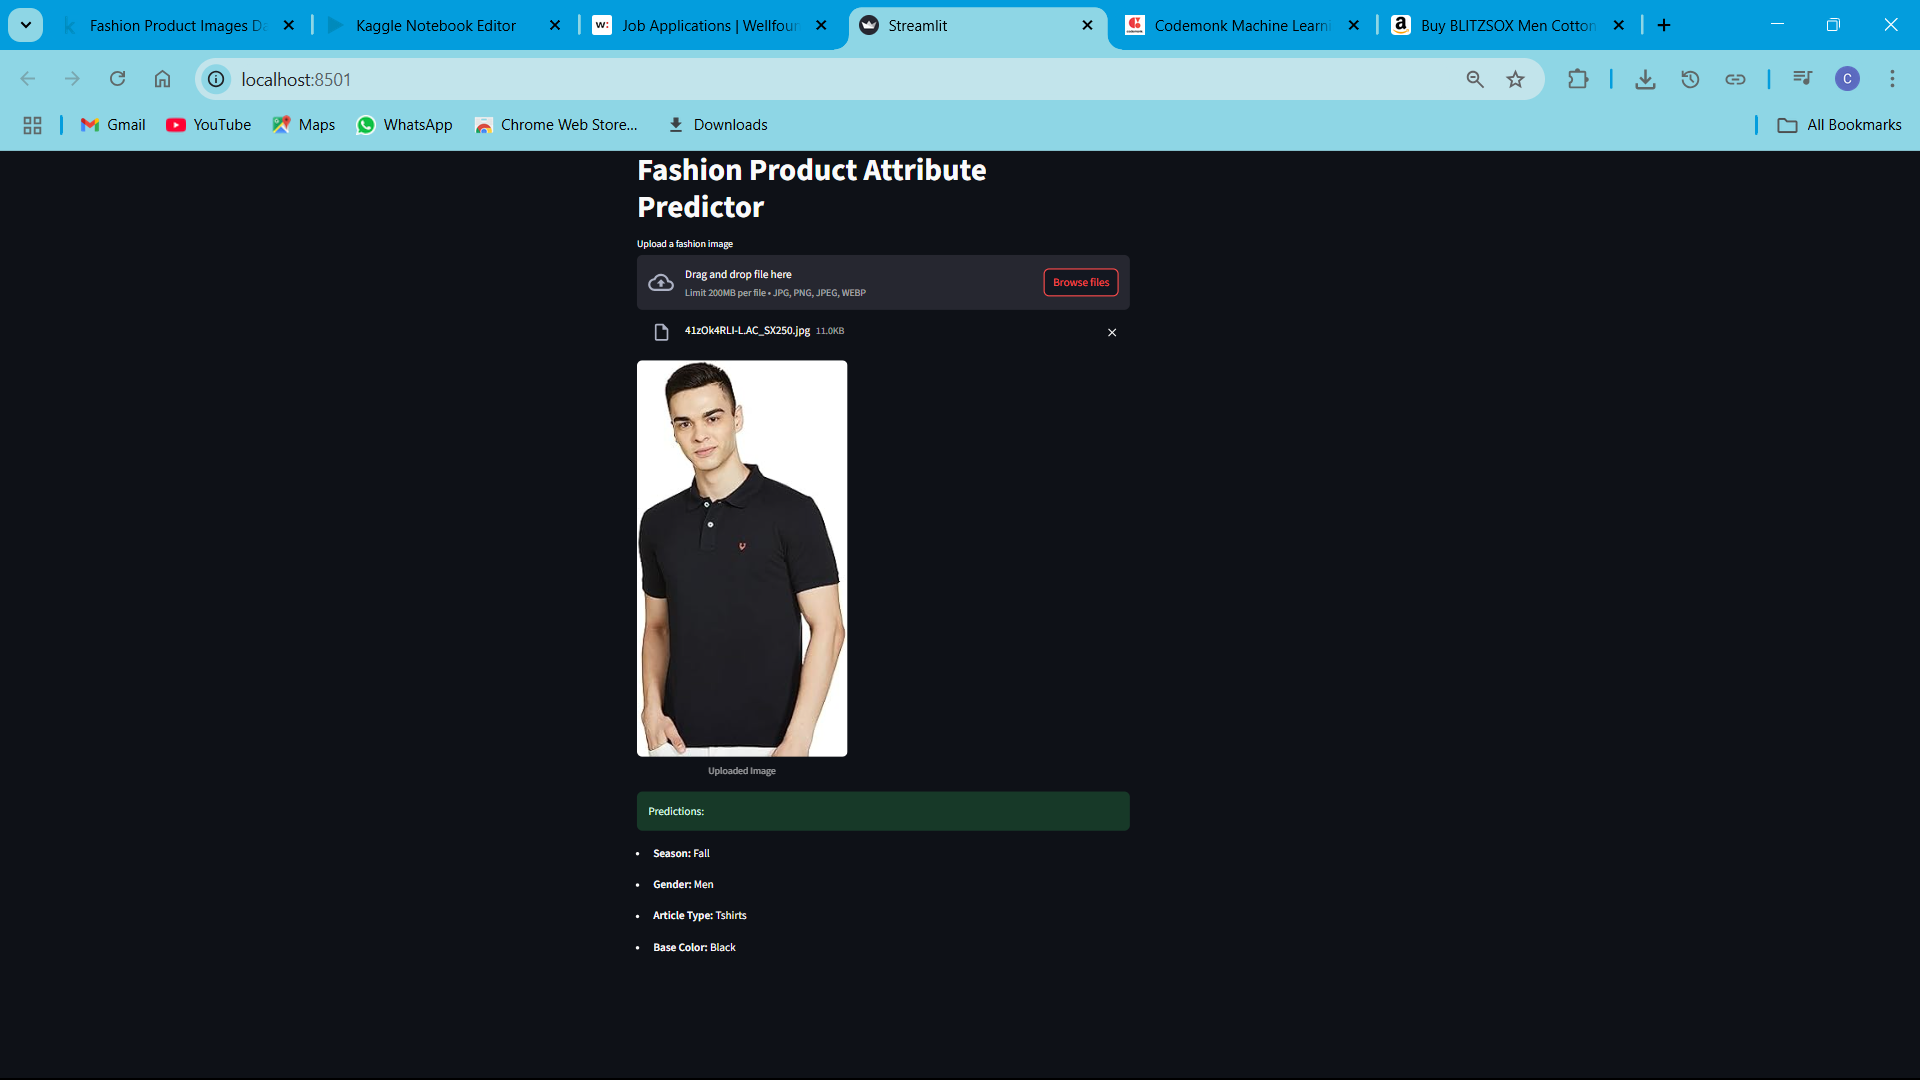 Fashion Product Images Da
Kaggle Notebook Editor
w:
Job Applications | Wellfoun
Streamlit
Codemonk Machine Learni
Buy BLITZSOX Men Cotton
localhost:8501
C
Gmail
YouTube
Maps
WhatsApp
Chrome Web Store...
Downloads
All Bookmarks
Fashion Product Attribute
Predictor
Upload a fashion image
Drag and drop file here
Limit 200MB per file • JPG, PNG, JPEG, WEBP
Browse files
41zOk4RLI-L.AC_SX250.jpg 11.0KB
Uploaded Image
Predictions:
• Season: Fall
• Gender: Men
• Article Type: Tshirts
• Base Color: Black